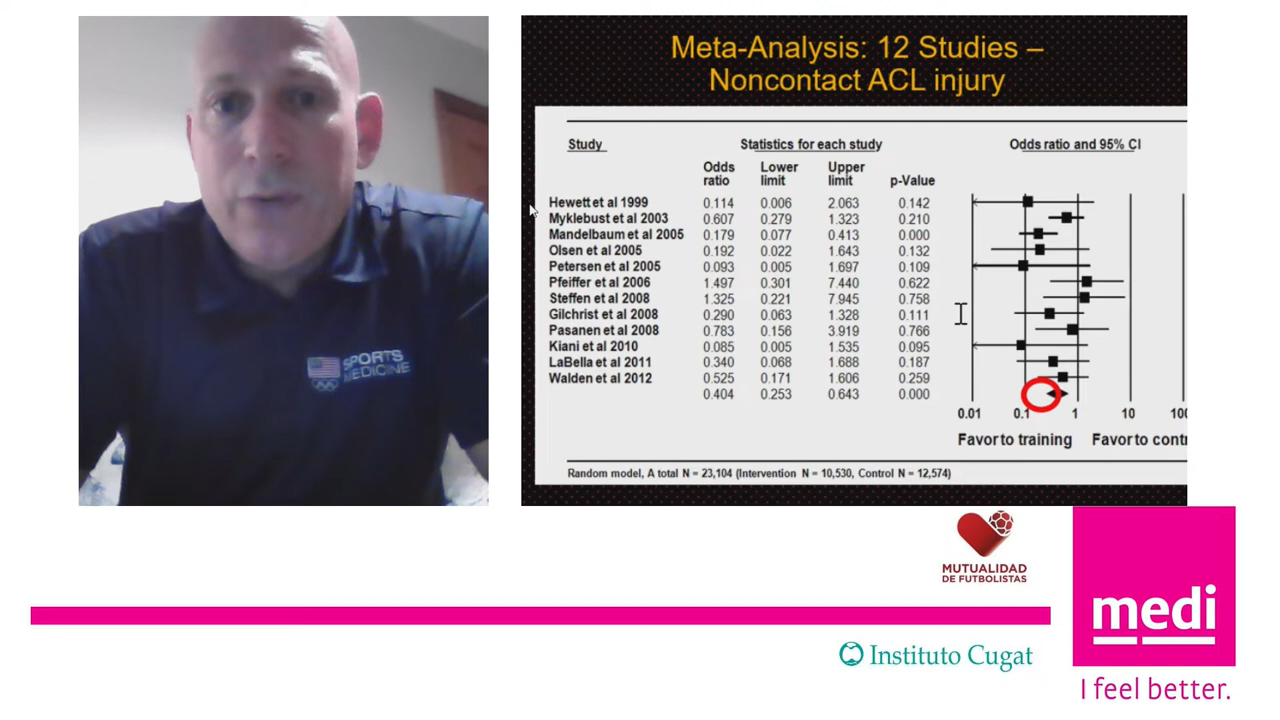 SPORTS
MEDICINE
Meta-Analysis: 12 Studies –
Noncontact ACL injury
Study Statistics for each study Odds ratio and 95% CI
Odds ratio Lower limit Upper limit p-Value
Hewett et al 1999 0.114 0.006 2.063 0.142
Myklebust et al 2003 0.607 0.279 1.323 0.210
Mandelbaum et al 2005 0.179 0.077 0.413 0.000
Olsen et al 2005 0.192 0.022 1.643 0.132
Petersen et al 2005 0.093 0.005 1.697 0.109
Pfeiffer et al 2006 1.497 0.301 7.440 0.622
Steffen et al 2008 1.325 0.221 7.945 0.758
Gilchrist et al 2008 0.290 0.063 1.328 0.111
Pasanen et al 2008 0.783 0.156 3.919 0.766
Kiani et al 2010 0.085 0.005 1.535 0.095
LaBella et al 2011 0.340 0.068 1.688 0.187
Walden et al 2012 0.525 0.171 1.606 0.259
0.404 0.253 0.643 0.000
0.01 0.1 1 10 100
Favor to training Favor to contr
Random model, A total N = 23,104 (Intervention N = 10,530, Control N = 12,574)
MUTUALIDAD
DE FUTBOLISTAS
medi
Instituto Cugat
I feel better.